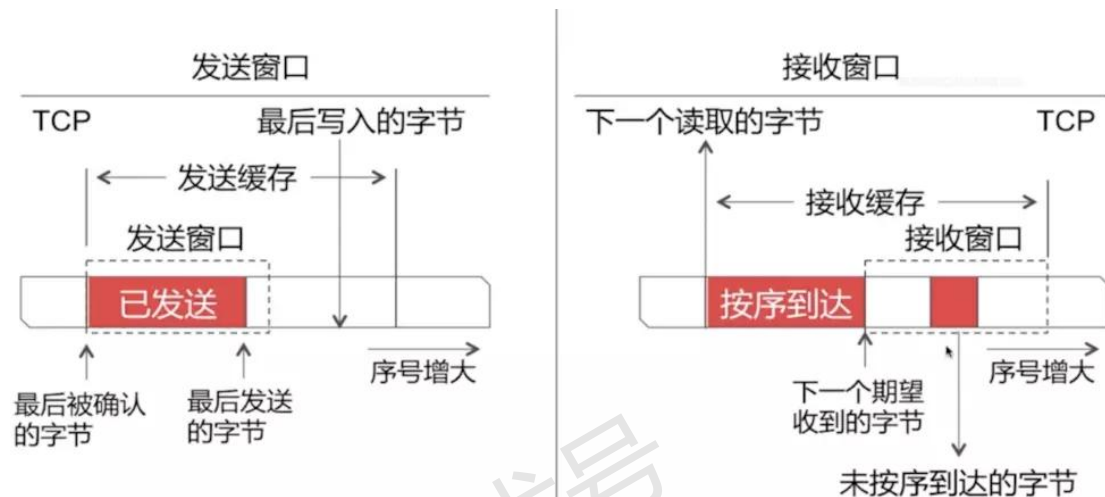 发送窗口
TCP
最后写入的字节
发送缓存
发送窗口
已发送
序号增大
最后被确认
的字节
最后发送
的字节
接收窗口
下一个读取的字节
TCP
接收缓存
接收窗口
按序到达
序号增大
下一个期望
收到的字节
未按序到达的字节
号